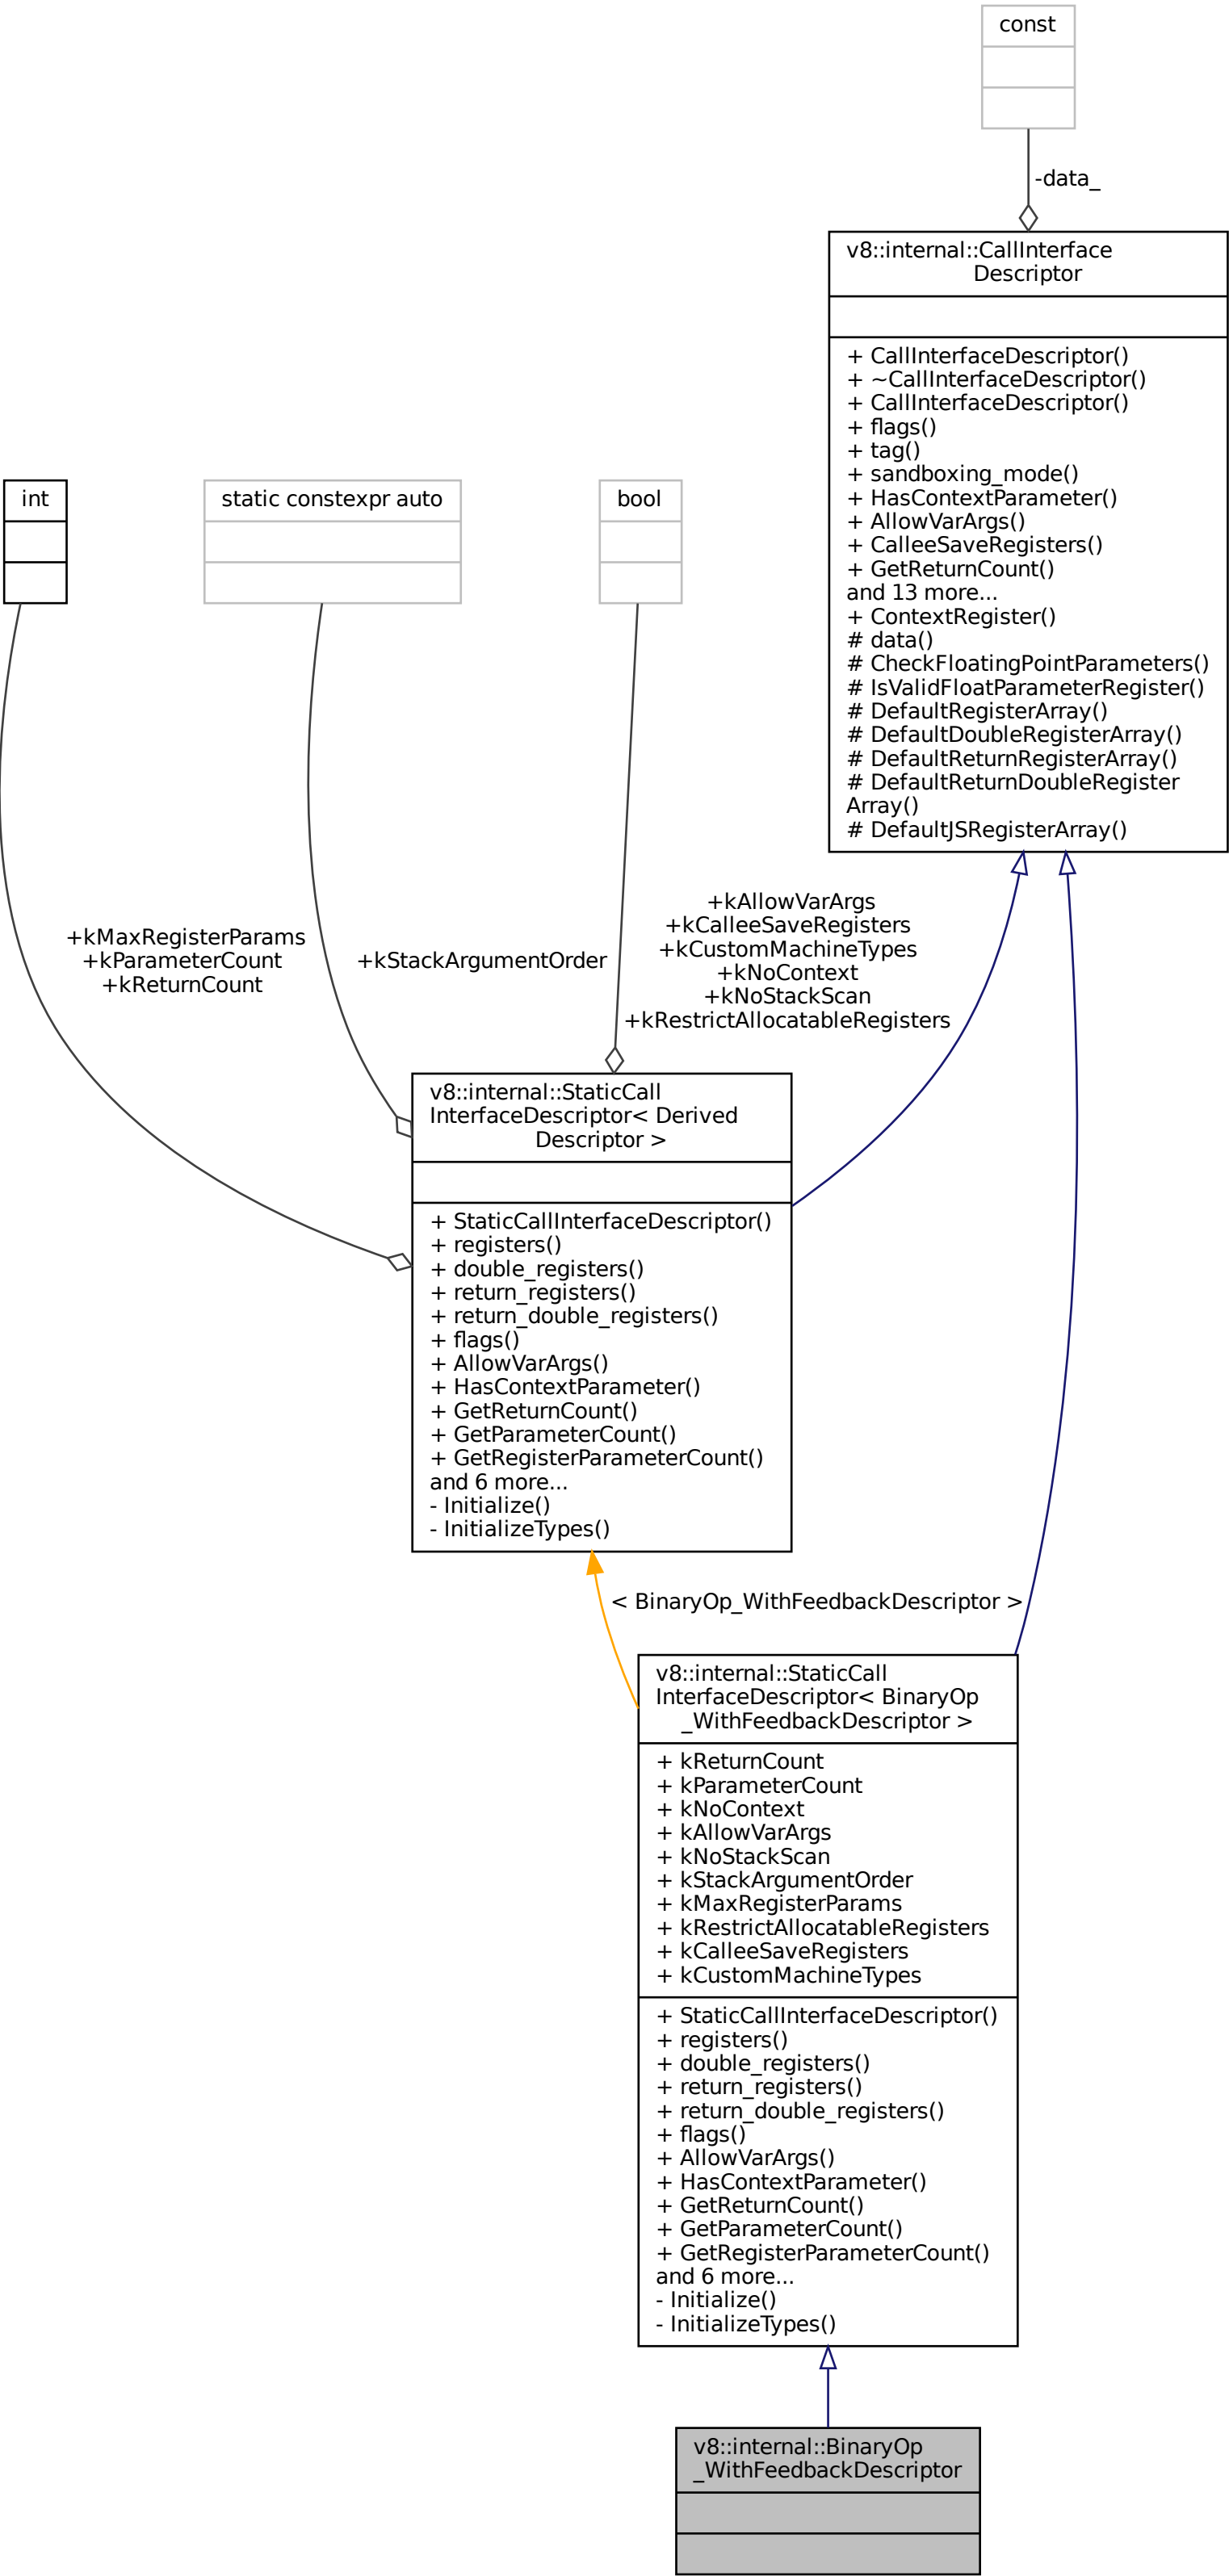 const
-data_
v8::internal::CallInterface
Descriptor
+ CallInterfaceDescriptor()
+ ~CallInterfaceDescriptor()
+ CallInterfaceDescriptor()
+ flags()
+ tag()
+ sandboxing_mode()
+ HasContextParameter()
+ AllowVarArgs()
+ CalleeSaveRegisters()
+ GetReturnCount()
and 13 more...
+ ContextRegister()
# data()
# CheckFloatingPointParameters()
# IsValidFloatParameterRegister()
# DefaultRegisterArray()
# DefaultDoubleRegisterArray()
# DefaultReturnRegisterArray()
# DefaultReturnDoubleRegister
Array()
# DefaultJSRegisterArray()
int
static constexpr auto
bool
+kMaxRegisterParams
+kParameterCount
+kReturnCount
+kStackArgumentOrder
+kAllowVarArgs
+kCalleeSaveRegisters
+kCustomMachineTypes
+kNoContext
+kNoStackScan
+kRestrictAllocatableRegisters
v8::internal::StaticCall
InterfaceDescriptor< Derived
Descriptor >
+ StaticCallInterfaceDescriptor()
+ registers()
+ double_registers()
+ return_registers()
+ return_double_registers()
+ flags()
+ AllowVarArgs()
+ HasContextParameter()
+ GetReturnCount()
+ GetParameterCount()
+ GetRegisterParameterCount()
and 6 more...
- Initialize()
- InitializeTypes()
< BinaryOp_WithFeedbackDescriptor >
v8::internal::StaticCall
InterfaceDescriptor< BinaryOp
_WithFeedbackDescriptor >
+ kReturnCount
+ kParameterCount
+ kNoContext
+ kAllowVarArgs
+ kNoStackScan
+ kStackArgumentOrder
+ kMaxRegisterParams
+ kRestrictAllocatableRegisters
+ kCalleeSaveRegisters
+ kCustomMachineTypes
+ StaticCallInterfaceDescriptor()
+ registers()
+ double_registers()
+ return_registers()
+ return_double_registers()
+ flags()
+ AllowVarArgs()
+ HasContextParameter()
+ GetReturnCount()
+ GetParameterCount()
+ GetRegisterParameterCount()
and 6 more...
- Initialize()
- InitializeTypes()
v8::internal::BinaryOp
_WithFeedbackDescriptor